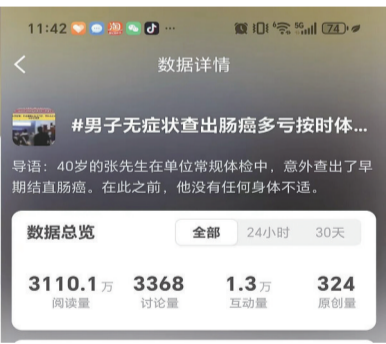 11:42 淘 ... 5G 74
数据详情
#男子无症状查出肠癌多亏按时体...
导语：40岁的张先生在单位常规体检中，意外查出了早
期结直肠癌。在此之前，他没有任何身体不适。
数据总览 全部 24小时 30天
3110.1万 3368 1.3万 324
阅读量 讨论量 互动量 原创量